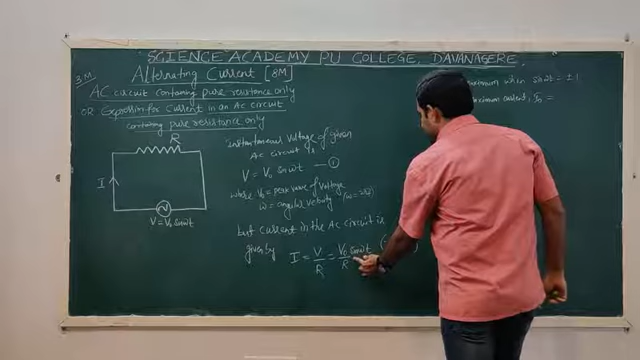 SCIENCE ACADEMY PU COLLEGE, DAVANAGERE.
3M
Alternating Current [8M]
AC circuit containing pure resistance only
OR Expression for Current in an AC circuit
containing pure resistance only
R
I
V = V₀ sinωt
instantaneous voltage of given
AC circuit is
V = V₀ sinωt —①
where V₀ = peak value of voltage
ω = angular velocity
but current in the AC circuit is
given by I = V/R = V₀ sinωt/R
maximum when sinωt = ±1
maximum current, I₀ =